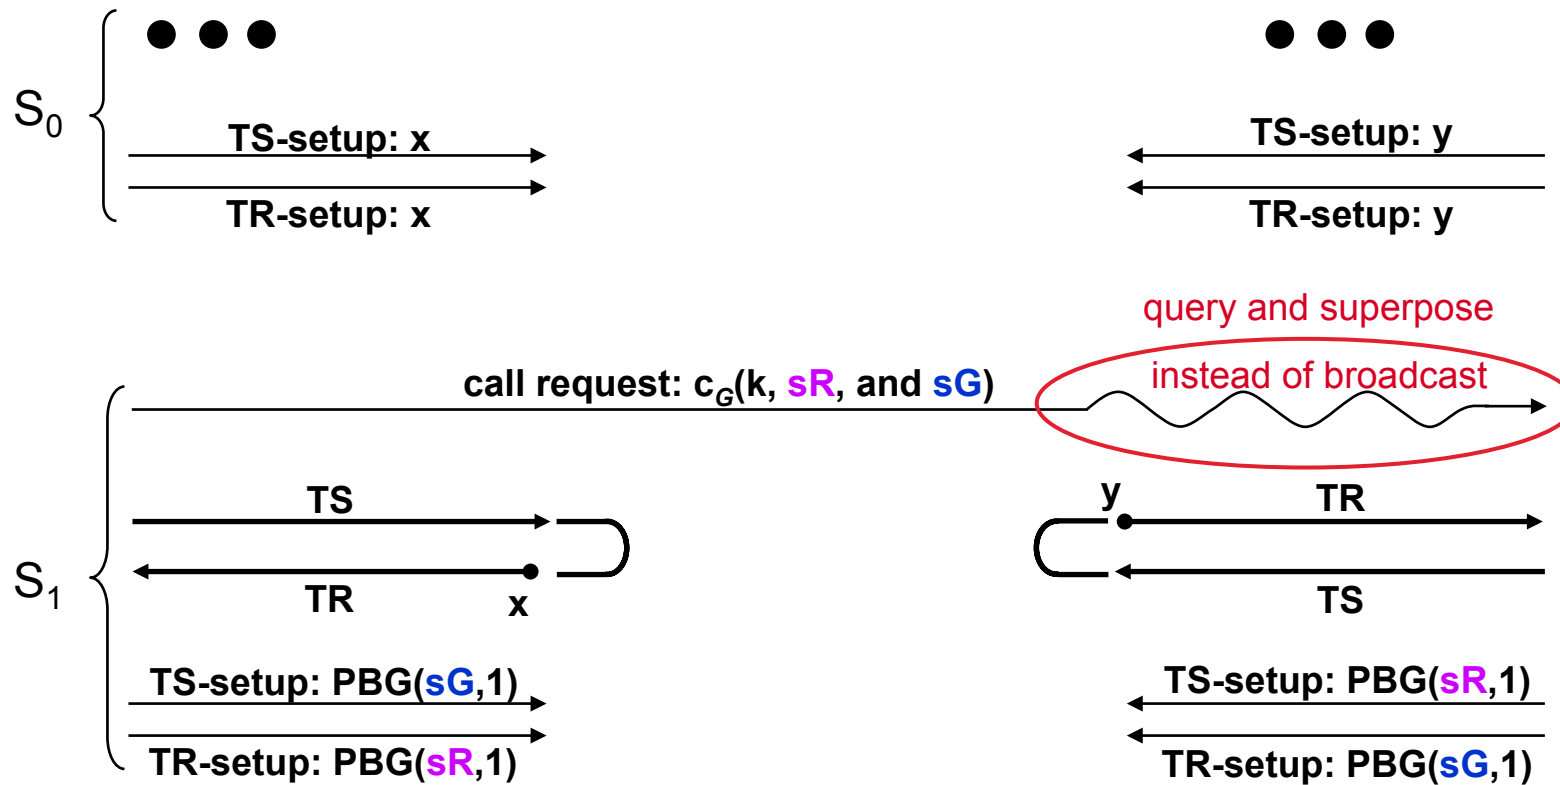 S0
TS-setup: x
TR-setup: x
TS-setup: y
TR-setup: y
query and superpose
instead of broadcast
call request: cG(k, sR, and sG)
S1
TS
TR
x
y
TR
TS
TS-setup: PBG(sG,1)
TR-setup: PBG(sR,1)
TS-setup: PBG(sR,1)
TR-setup: PBG(sG,1)